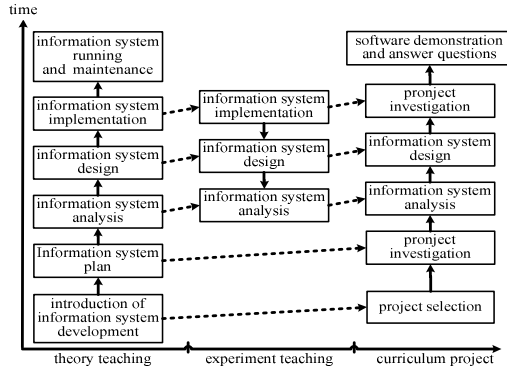 time
information system
running
and maintenance
information system
implementation
information system
design
information system
analysis
Information system
plan
introduction of
information system
development
information system
implementation
information system
design
information system
analysis
software demonstration
and answer questions
pronject
investigation
information system
design
information system
analysis
pronject
investigation
project selection
theory teaching
experiment teaching
curriculum project